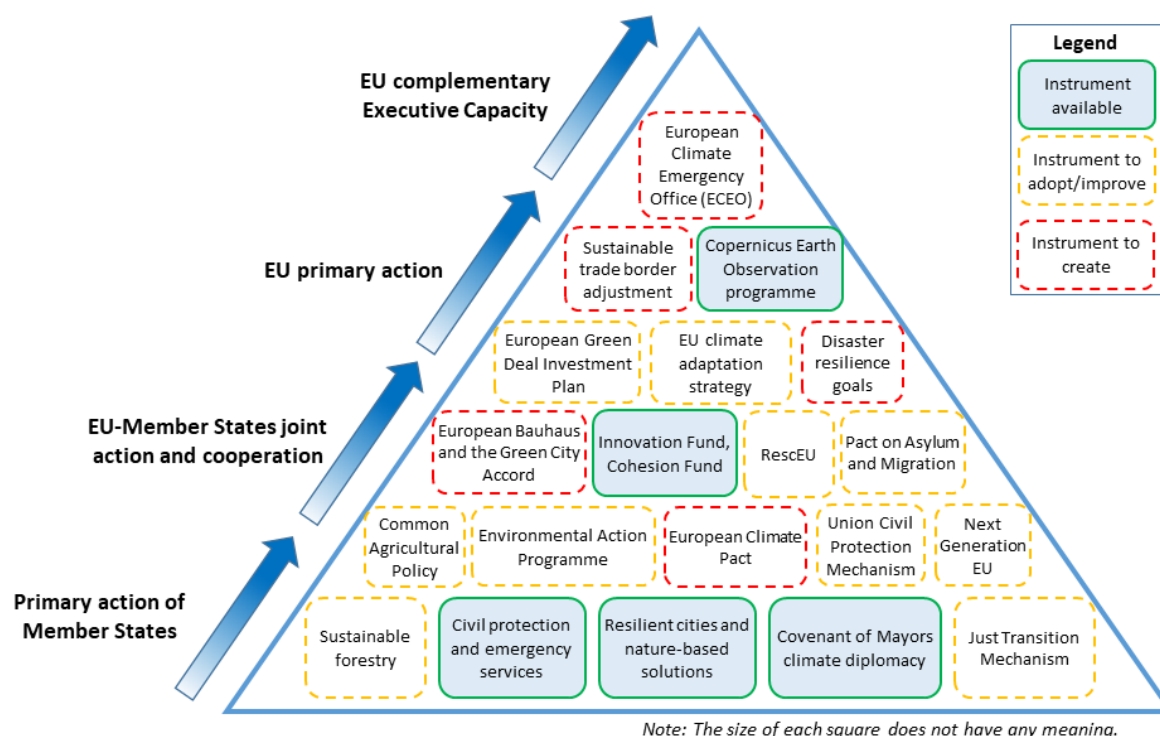 EU complementary
Executive Capacity
EU primary action
EU-Member States joint
action and cooperation
Primary action of
Member States
European
Climate
Emergency
Office (ECEO)
Sustainable
trade border
adjustment
Copernicus Earth
Observation
programme
European Green
Deal Investment
Plan
EU climate
adaptation
strategy
Disaster
resilience
goals
European Bauhaus
and the Green City
Accord
Innovation Fund,
Cohesion Fund
RescEU
Pact on Asylum
and Migration
Common
Agricultural
Policy
Environmental Action
Programme
European Climate
Pact
Union Civil
Protection
Mechanism
Next
Generation
EU
Sustainable
forestry
Civil protection
and emergency
services
Resilient cities and
nature-based
solutions
Covenant of Mayors
climate diplomacy
Just Transition
Mechanism
Legend
Instrument
available
Instrument to
adopt/improve
Instrument to
create
Note: The size of each square does not have any meaning.